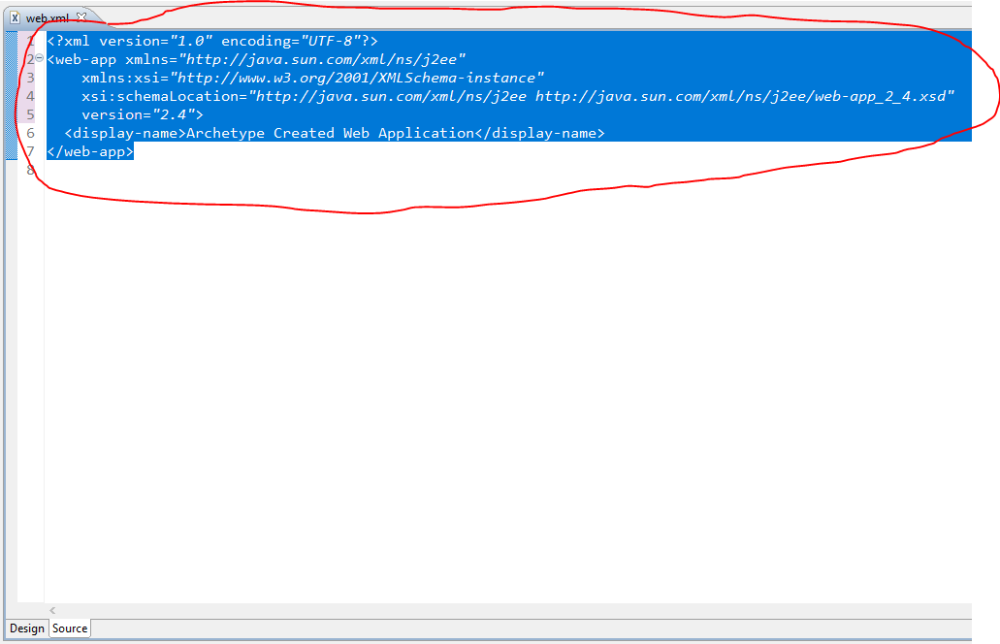 web.xml
1 <?xml version="1.0" encoding="UTF-8"?>
2 <web-app xmlns="http://java.sun.com/xml/ns/j2ee"
3 xmlns:xsi="http://www.w3.org/2001/XMLSchema-instance"
4 xsi:schemaLocation="http://java.sun.com/xml/ns/j2ee http://java.sun.com/xml/ns/j2ee/web-app_2_4.xsd"
5 version="2.4">
6 <display-name>Archetype Created Web Application</display-name>
7 </web-app>
8
Design Source